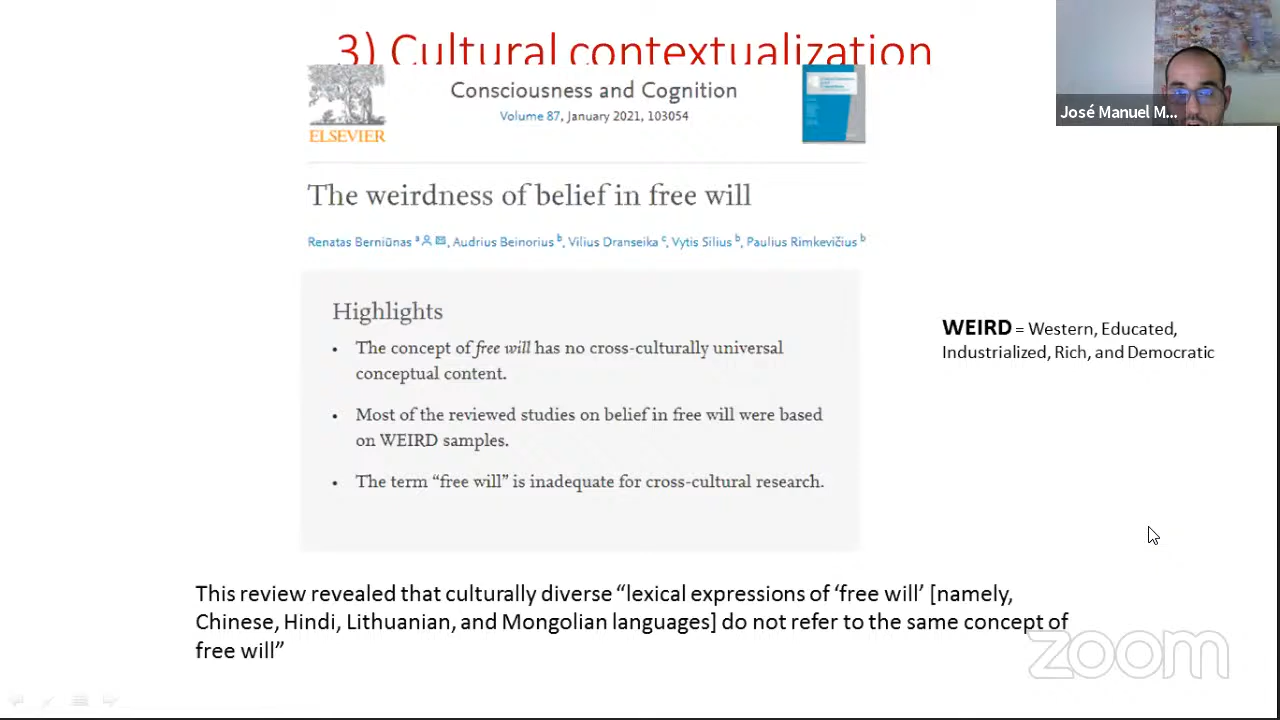 3) Cultural contextualization
José Manuel M...
ELSEVIER
Consciousness and Cognition
Volume 87, January 2021, 103054
The weirdness of belief in free will
Renatas Berniūnas a, Audrius Beinorius b, Vilius Dranseika c, Vytis Silius b, Paulius Rimkevičius b
Highlights
• The concept of free will has no cross-culturally universal
conceptual content.
• Most of the reviewed studies on belief in free will were based
on WEIRD samples.
• The term “free will” is inadequate for cross-cultural research.
WEIRD = Western, Educated,
Industrialized, Rich, and Democratic
This review revealed that culturally diverse “lexical expressions of ‘free will’ [namely,
Chinese, Hindi, Lithuanian, and Mongolian languages] do not refer to the same concept of
free will”
zoom